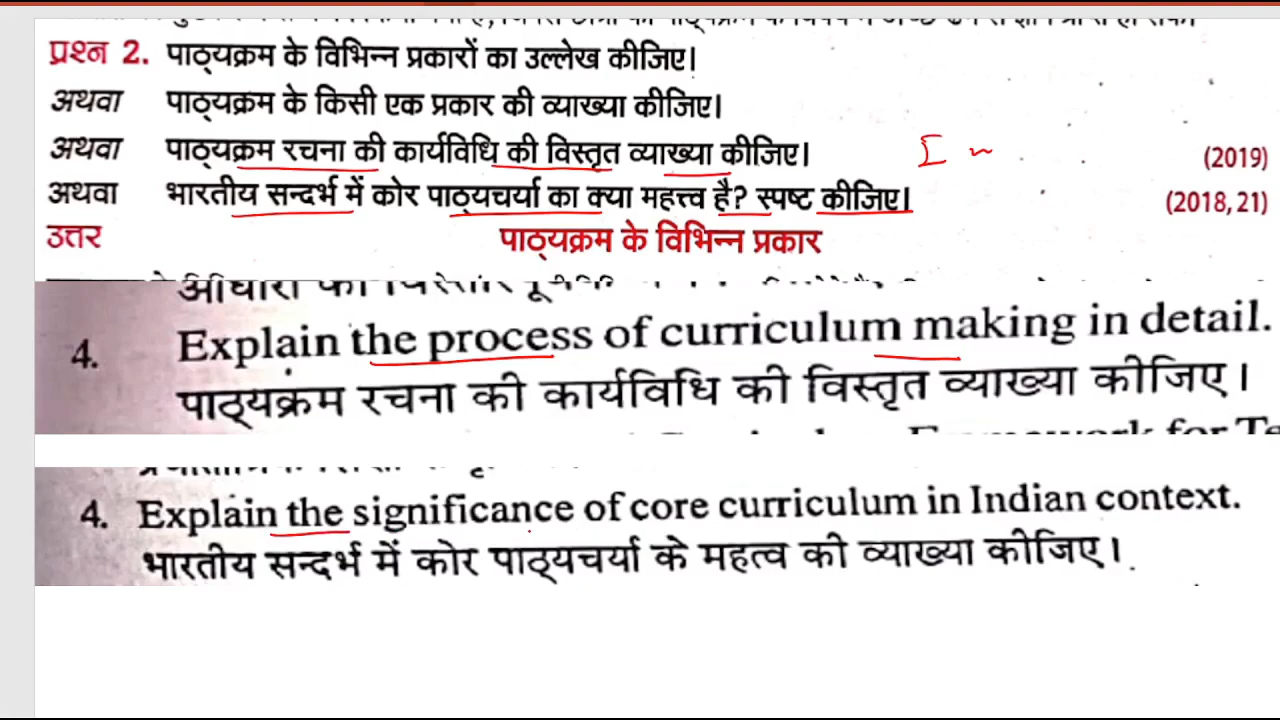 प्रश्न 2. पाठ्यक्रम के विभिन्न प्रकारों का उल्लेख कीजिए।
अथवा पाठ्यक्रम के किसी एक प्रकार की व्याख्या कीजिए।
अथवा पाठ्यक्रम रचना की कार्यविधि की विस्तृत व्याख्या कीजिए। (2019)
अथवा भारतीय सन्दर्भ में कोर पाठ्यचर्या का क्या महत्त्व है? स्पष्ट कीजिए। (2018, 21)
उत्तर पाठ्यक्रम के विभिन्न प्रकार
4. Explain the process of curriculum making in detail.
पाठ्यक्रम रचना की कार्यविधि की विस्तृत व्याख्या कीजिए।
4. Explain the significance of core curriculum in Indian context.
भारतीय सन्दर्भ में कोर पाठ्यचर्या के महत्व की व्याख्या कीजिए।